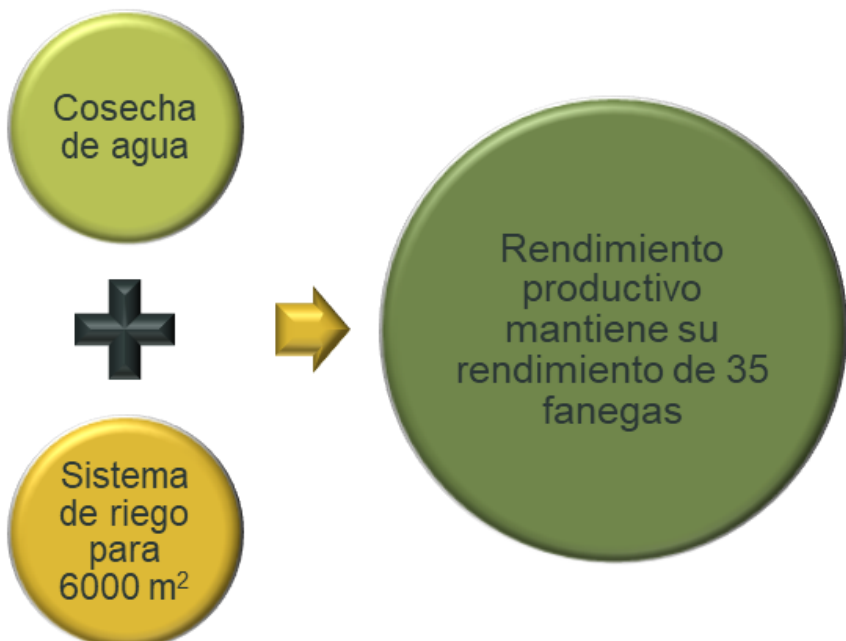 Cosecha
de agua
Sistema
de riego
para
6000 m²
Rendimiento
productivo
mantiene su
rendimiento de 35
fanegas